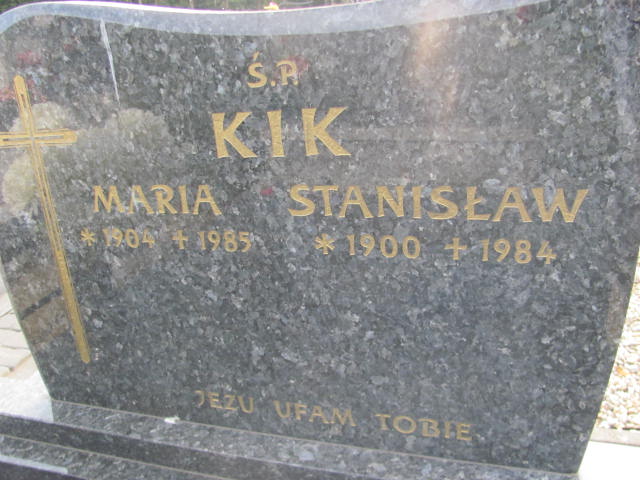 Ś.P.
KIK
MARIA STANISŁAW
* 1904 + 1985 * 1900 + 1984
JEZU UFAM TOBIE